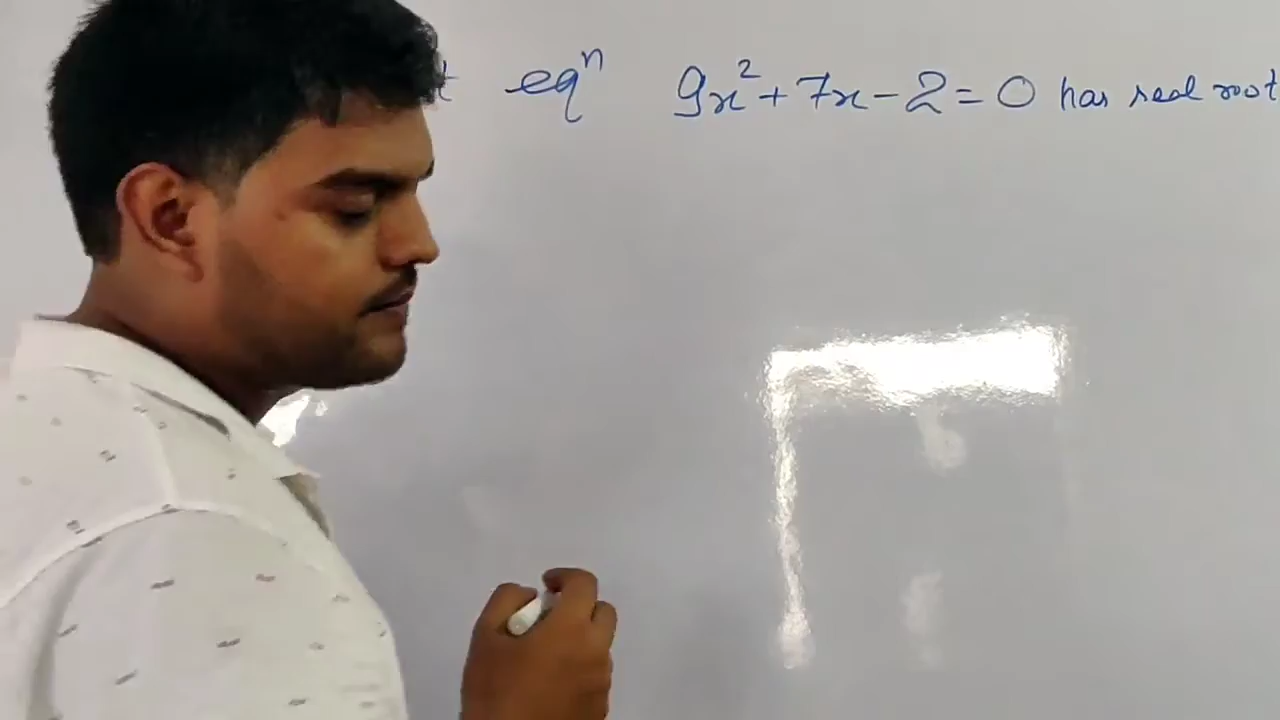 eqⁿ 9x²+7x-2=0 has real root